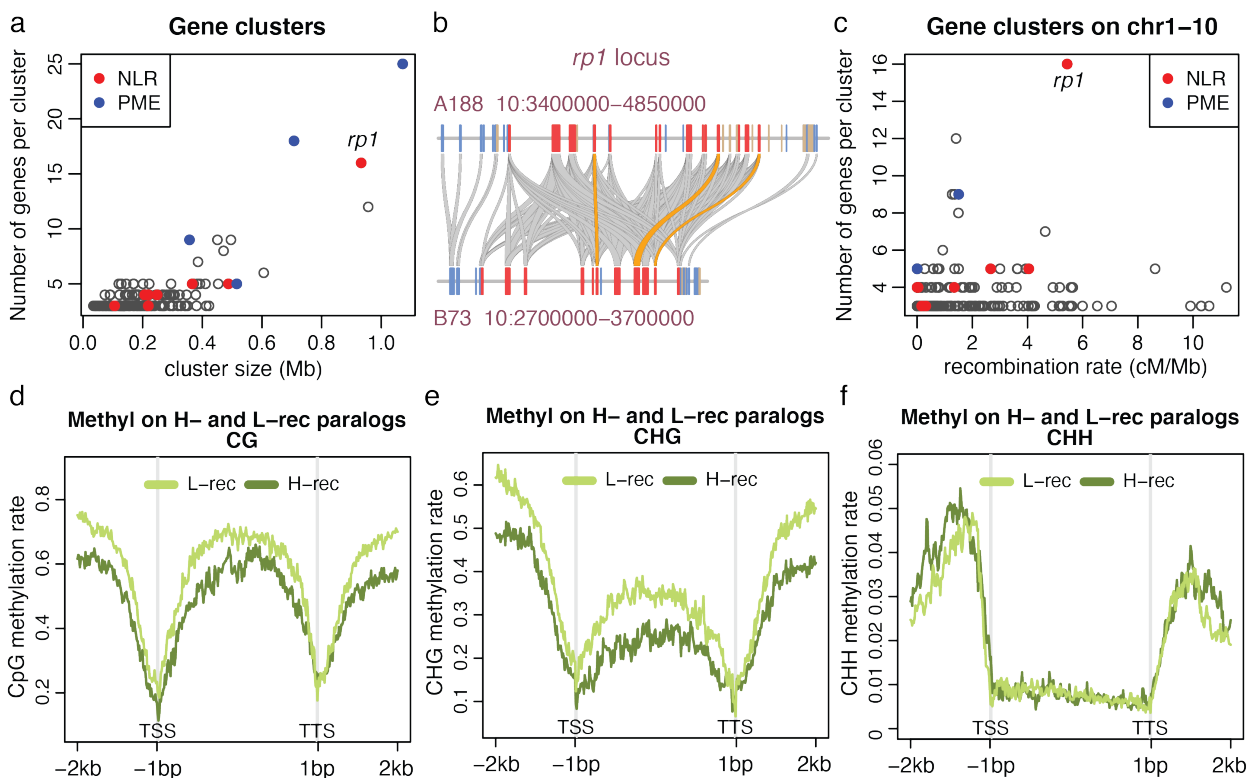 a
Gene clusters
Number of genes per cluster
25
20
15
10
5
NLR
PME
rp1
0.0 0.2 0.4 0.6 0.8 1.0
cluster size (Mb)
b
rp1 locus
A188 10:3400000−4850000
B73 10:2700000−3700000
c
Gene clusters on chr1−10
Number of genes per cluster
16
14
12
10
8
6
4
NLR
PME
rp1
0 2 4 6 8 10
recombination rate (cM/Mb)
d
Methyl on H− and L−rec paralogs
CG
CpG methylation rate
0.8
0.6
0.4
0.2
L−rec H−rec
TSS TTS
−2kb −1bp 1bp 2kb
e
Methyl on H− and L−rec paralogs
CHG
CHG methylation rate
0.6
0.5
0.4
0.3
0.2
0.1
L−rec H−rec
TSS TTS
−2kb −1bp 1bp 2kb
f
Methyl on H− and L−rec paralogs
CHH
CHH methylation rate
0.06
0.05
0.04
0.03
0.02
0.01
0
L−rec H−rec
TSS TTS
−2kb −1bp 1bp 2kb